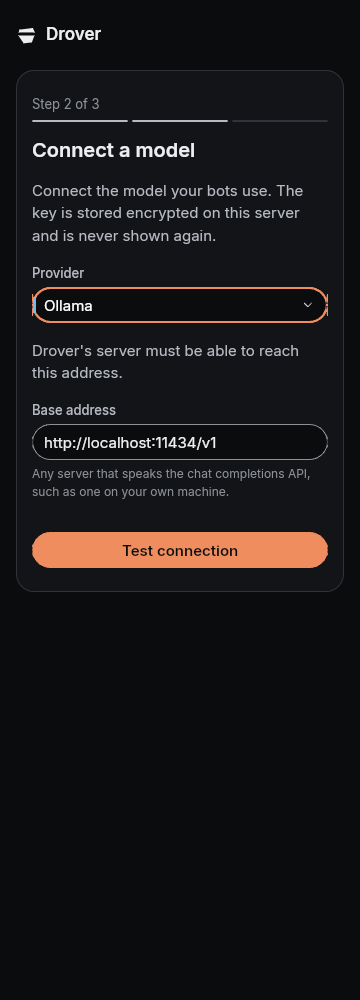 Drover
Step 2 of 3
Connect a model
Connect the model your bots use. The
key is stored encrypted on this server
and is never shown again.
Provider
Ollama
Drover's server must be able to reach
this address.
Base address
http://localhost:11434/v1
Any server that speaks the chat completions API,
such as one on your own machine.
Test connection